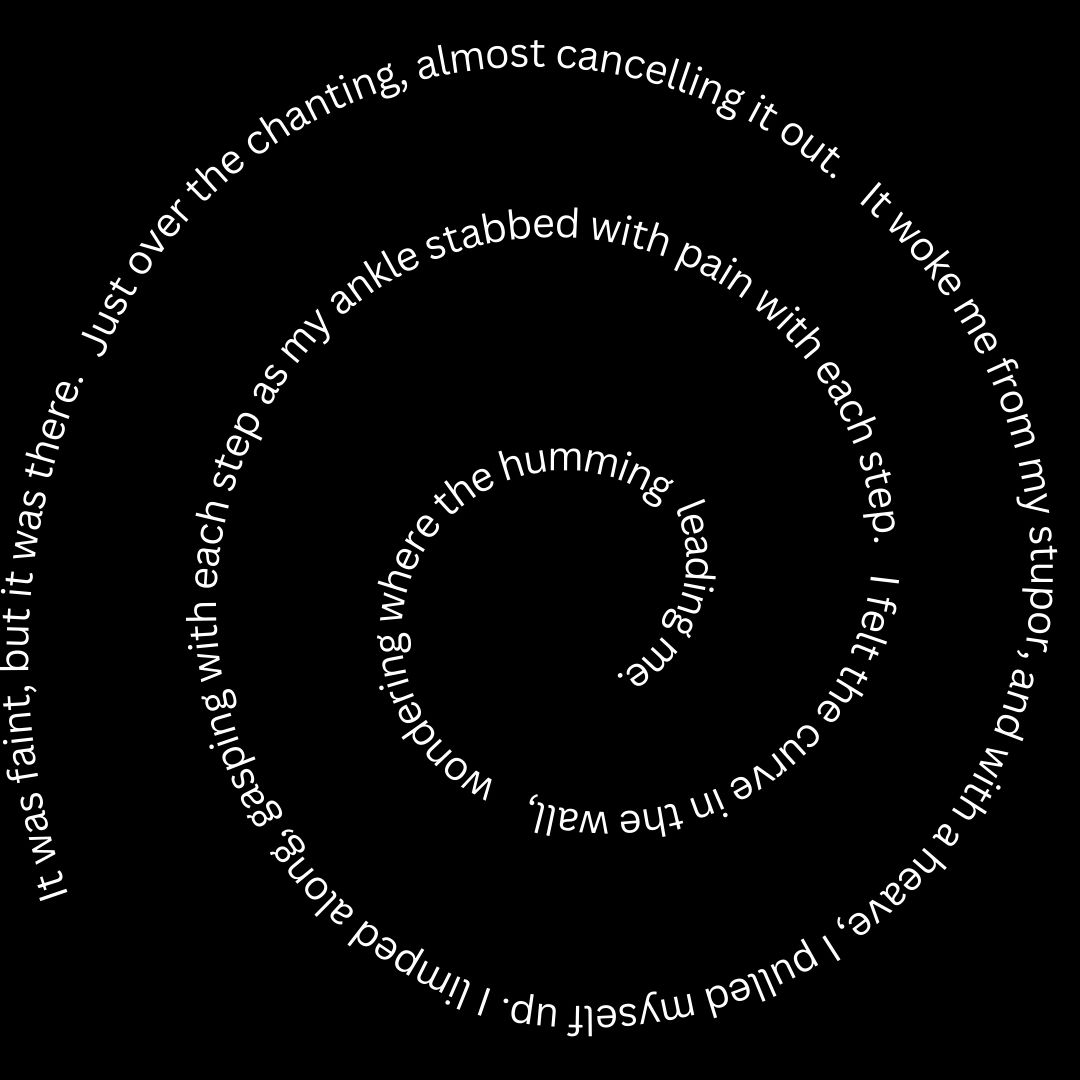 It was faint, but it was there. Just over the chanting, almost cancelling it out. It woke me from my stupor, and with a heave, I pulled myself up. I limped along, gasping with each step as my ankle stabbed with pain with each step. I felt the curve in the wall, wondering where the humming leading me.